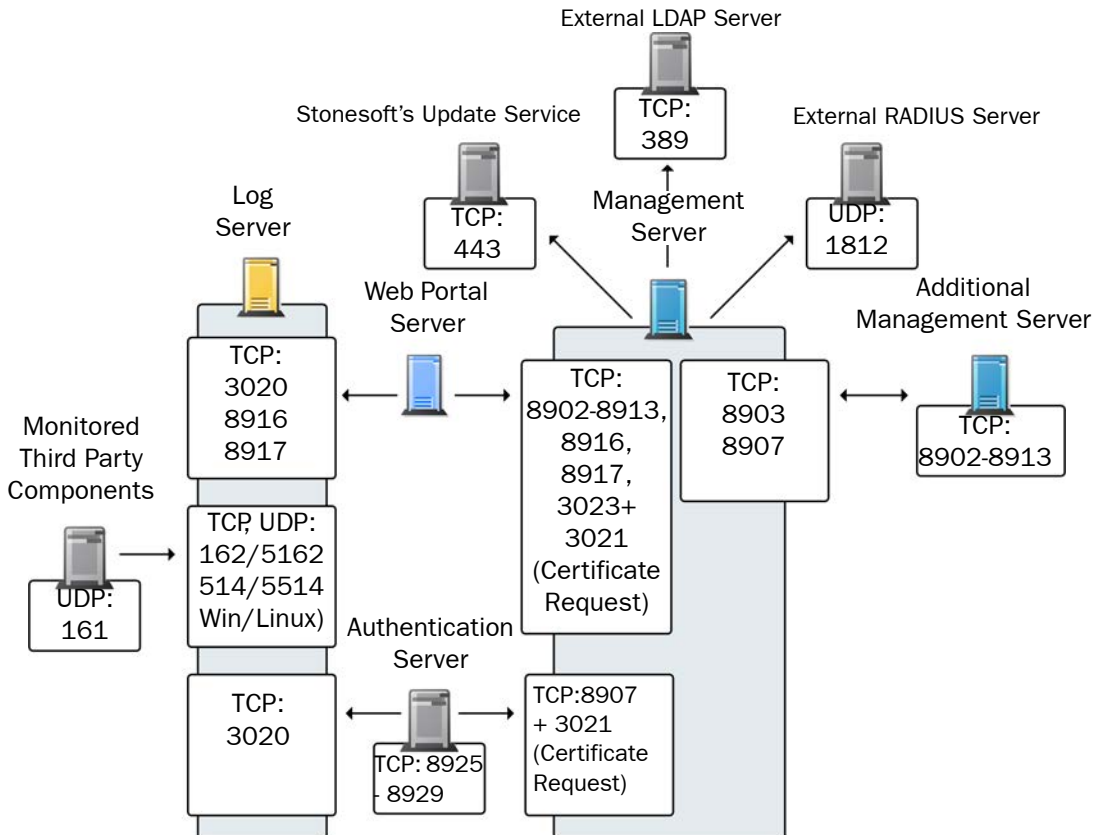 External LDAP Server
TCP:
389
Stonesoft's Update Service
TCP:
443
External RADIUS Server
UDP:
1812
Log
Server
Management
Server
Web Portal
Server
Additional
Management Server
TCP:
8902-8913
TCP:
3020
8916
8917
TCP:
8902-8913,
8916,
8917,
3023+
3021
(Certificate
Request)
TCP:
8903
8907
Monitored
Third Party
Components
UDP:
161
TCP, UDP:
162/5162
514/5514
Win/Linux)
Authentication
Server
TCP: 8925
- 8929
TCP:
3020
TCP:8907
+ 3021
(Certificate
Request)